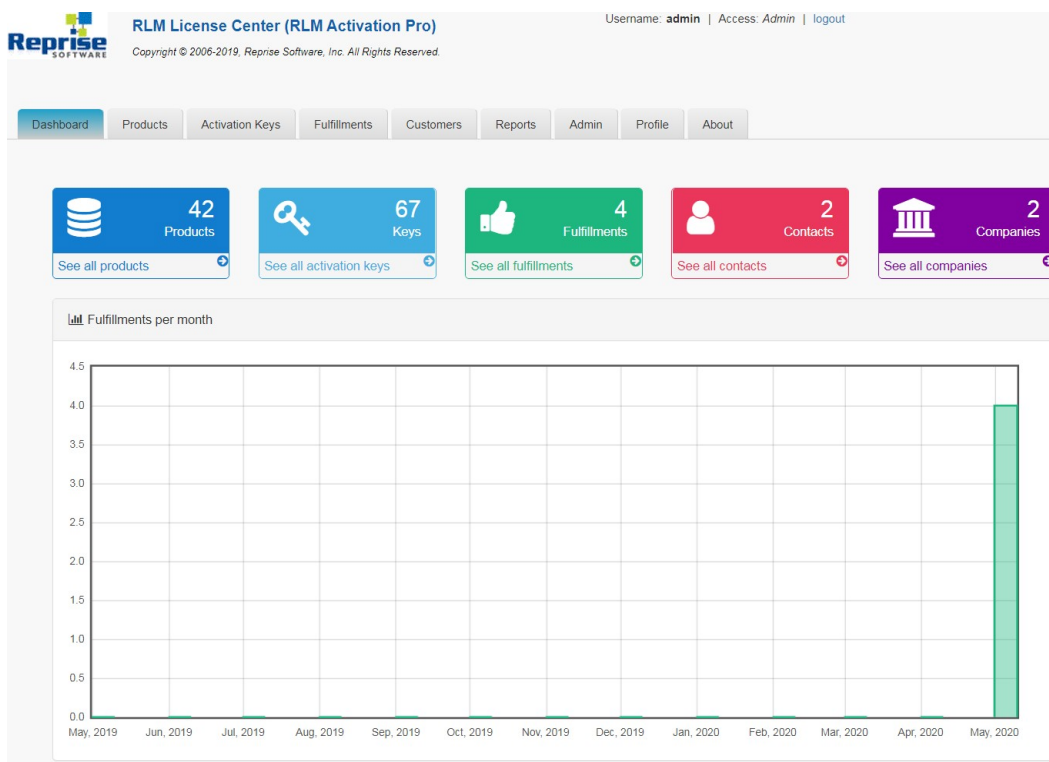 Reprise
SOFTWARE
RLM License Center (RLM Activation Pro)
Copyright © 2006-2019, Reprise Software, Inc. All Rights Reserved.
Username: admin | Access: Admin | logout
Dashboard Products Activation Keys Fulfillments Customers Reports Admin Profile About
42
Products
See all products
67
Keys
See all activation keys
4
Fulfillments
See all fulfillments
2
Contacts
See all contacts
2
Companies
See all companies
Fulfillments per month
4.5
4.0
3.5
3.0
2.5
2.0
1.5
1.0
0.5
0.0
May, 2019 Jun, 2019 Jul, 2019 Aug, 2019 Sep, 2019 Oct, 2019 Nov, 2019 Dec, 2019 Jan, 2020 Feb, 2020 Mar, 2020 Apr, 2020 May, 2020